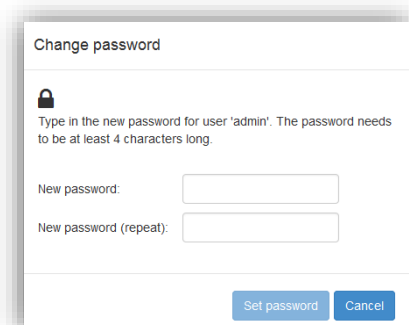 Change password
Type in the new password for user 'admin'. The password needs
to be at least 4 characters long.
New password:
New password (repeat):
Set password Cancel